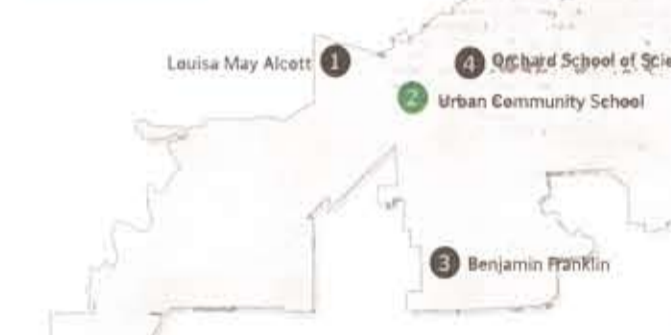 Louisa May Alcott 1
4 Orchard School of Scie
2 Urban Community School
3 Benjamin Franklin